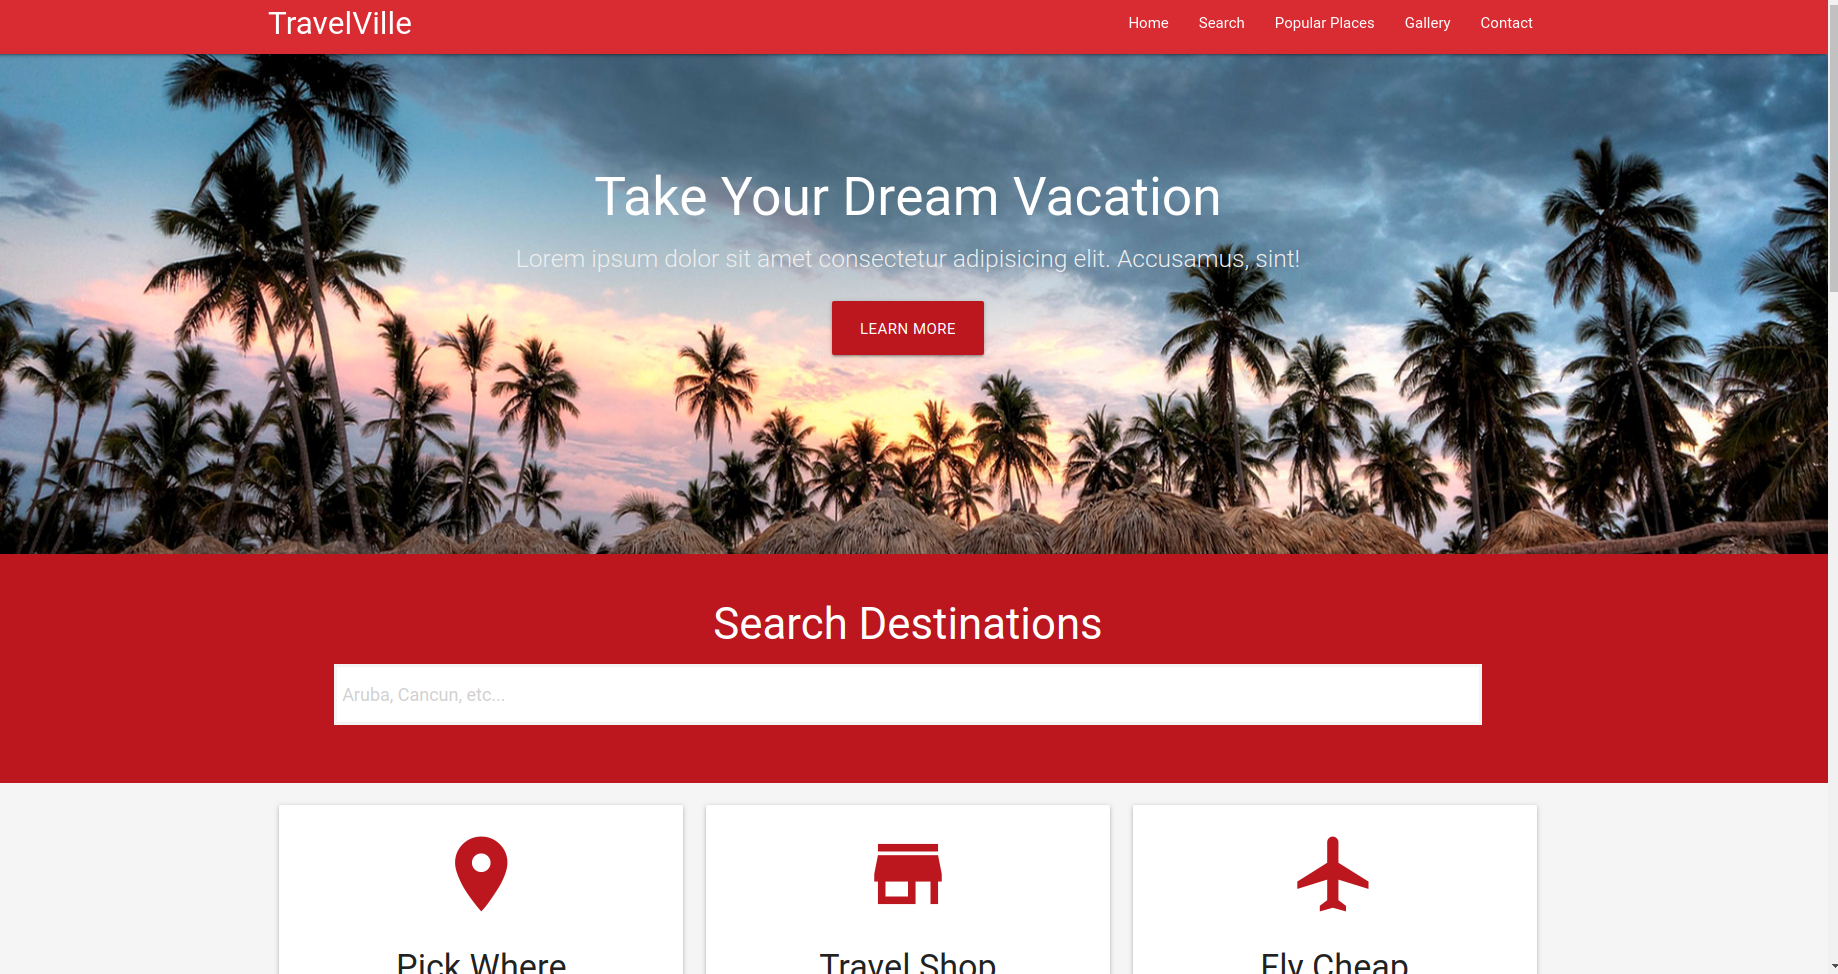 TravelVille
Home Search Popular Places Gallery Contact
Take Your Dream Vacation
Lorem ipsum dolor sit amet consectetur adipisicing elit. Accusamus, sint!
LEARN MORE
Search Destinations
Aruba, Cancun, etc...
Pick Where
Travel Shop
Fly Cheap